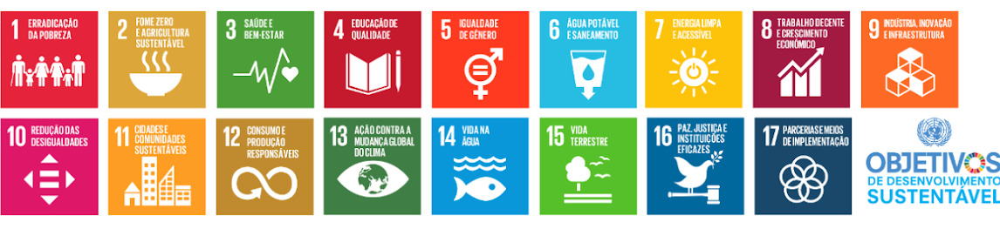 1 ERRADICAÇÃO
DA POBREZA
2 FOME ZERO
E AGRICULTURA
SUSTENTÁVEL
3 SAÚDE E
BEM-ESTAR
4 EDUCAÇÃO DE
QUALIDADE
5 IGUALDADE
DE GÊNERO
6 ÁGUA POTÁVEL
E SANEAMENTO
7 ENERGIA LIMPA
E ACESSÍVEL
8 TRABALHO DECENTE
E CRESCIMENTO
ECONÔMICO
9 INDÚSTRIA, INOVAÇÃO
E INFRAESTRUTURA
10 REDUÇÃO DAS
DESIGUALDADES
11 CIDADES E
COMUNIDADES
SUSTENTÁVEIS
12 CONSUMO E
PRODUÇÃO
RESPONSÁVEIS
13 AÇÃO CONTRA A
MUDANÇA GLOBAL
DO CLIMA
14 VIDA NA
ÁGUA
15 VIDA
TERRESTRE
16 PAZ, JUSTIÇA E
INSTITUIÇÕES
EFICAZES
17 PARCERIAS E MEIOS
DE IMPLEMENTAÇÃO
OBJETIVOS
DE DESENVOLVIMENTO
SUSTENTÁVEL